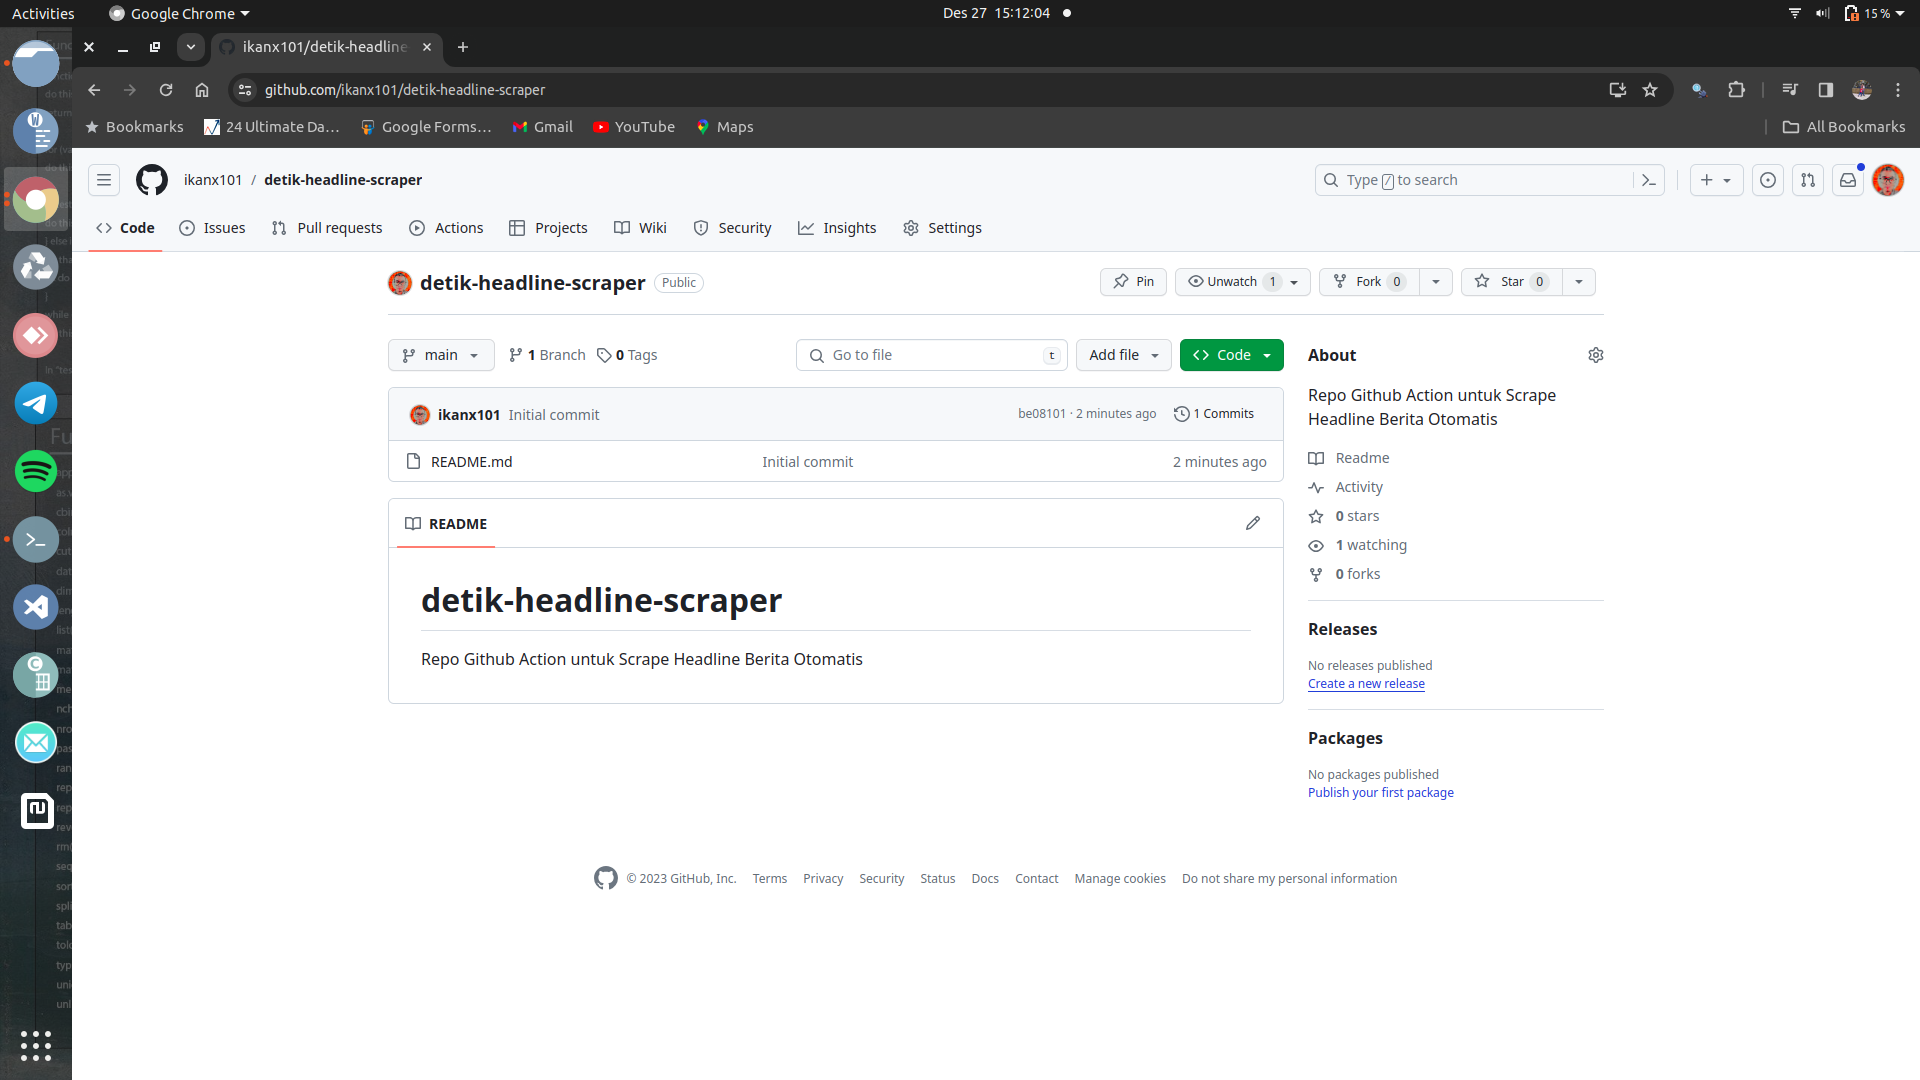 Activities
Google Chrome
Des 27 15:12:04
15 %
ikanx101/detik-headline-
github.com/ikanx101/detik-headline-scraper
Bookmarks
24 Ultimate Da…
Google Forms…
Gmail
YouTube
Maps
All Bookmarks
ikanx101 / detik-headline-scraper
Type / to search
Code
Issues
Pull requests
Actions
Projects
Wiki
Security
Insights
Settings
detik-headline-scraper
Public
Pin
Unwatch 1
Fork 0
Star 0
main
1 Branch
0 Tags
Go to file
t
Add file
Code
ikanx101 Initial commit
be08101 · 2 minutes ago
1 Commits
README.md
Initial commit
2 minutes ago
README
detik-headline-scraper
Repo Github Action untuk Scrape Headline Berita Otomatis
About
Repo Github Action untuk Scrape
Headline Berita Otomatis
Readme
Activity
0 stars
1 watching
0 forks
Releases
No releases published
Create a new release
Packages
No packages published
Publish your first package
© 2023 GitHub, Inc.
Terms
Privacy
Security
Status
Docs
Contact
Manage cookies
Do not share my personal information